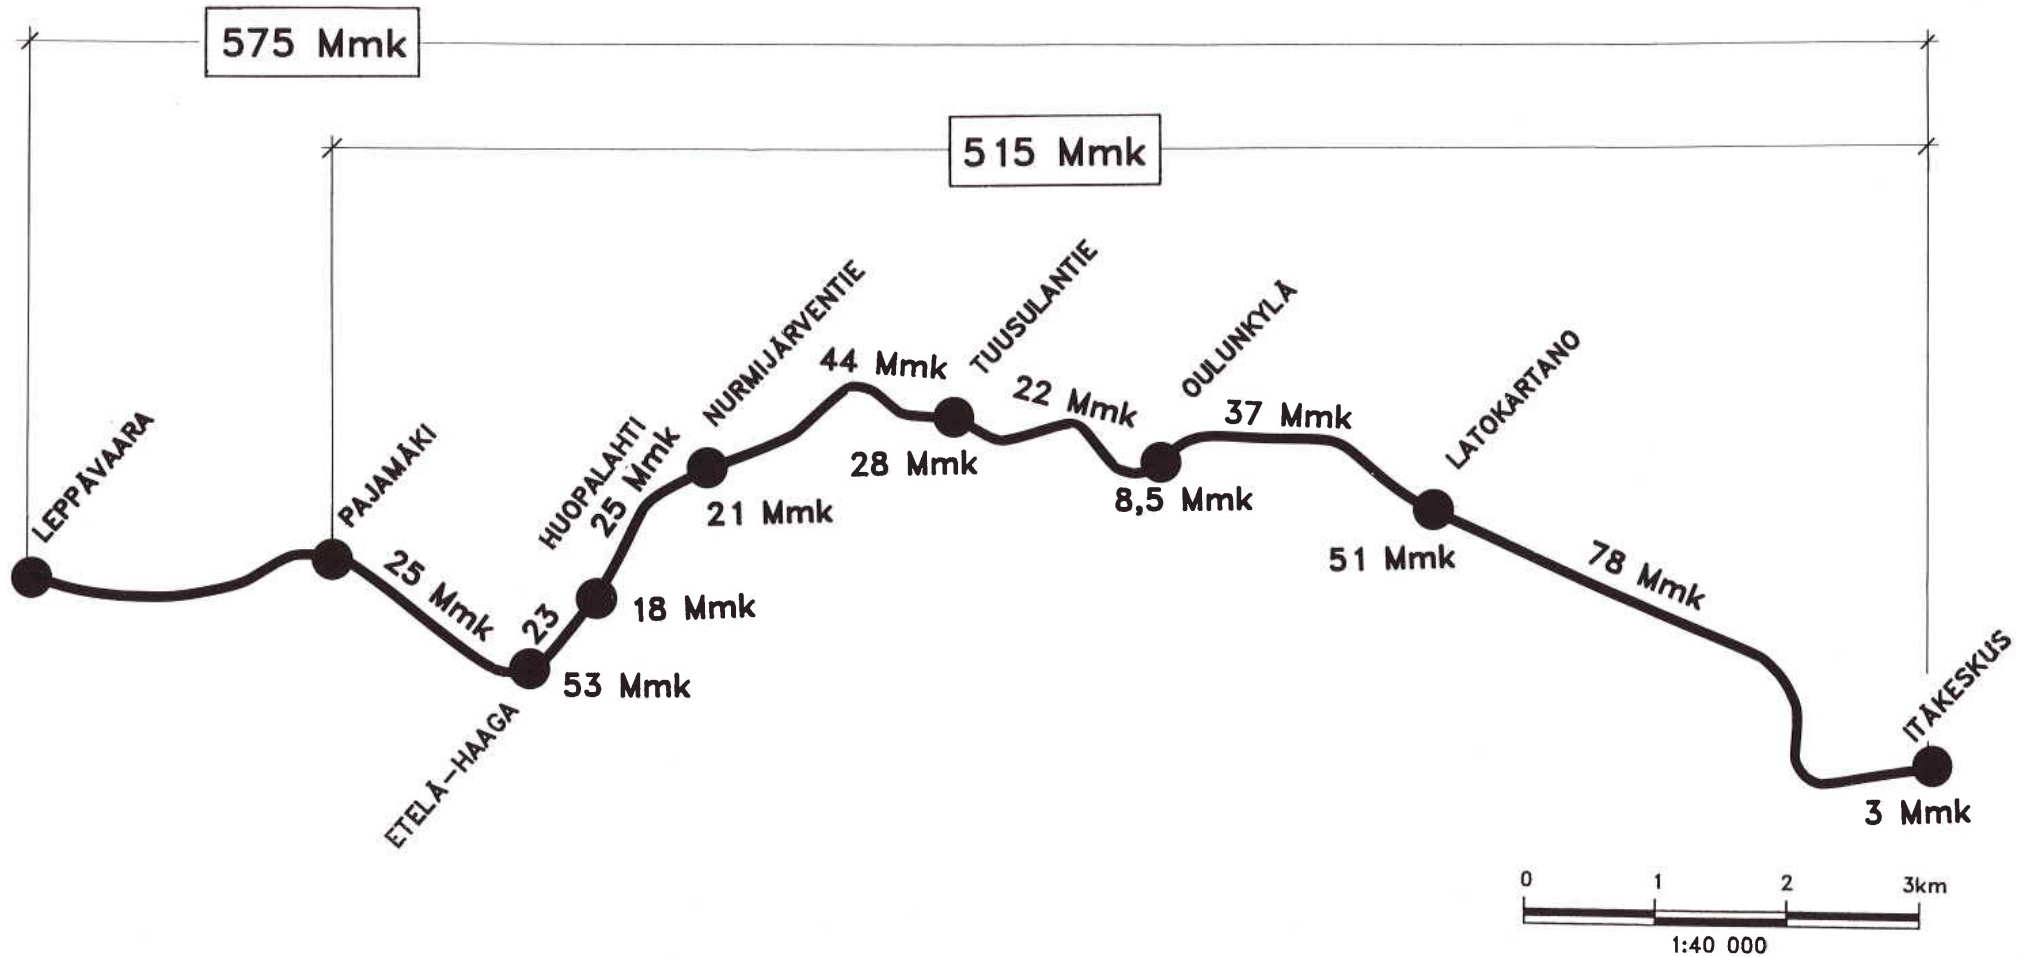 575 Mmk
515 Mmk
LEPPÄVAARA
PAJAMÄKI
25 Mmk
ETELÄ-HAAGA
53 Mmk
23
HUOPALAHTI
18 Mmk
25 Mmk
NURMIJÄRVENTIE
21 Mmk
44 Mmk
TUUSULANTIE
28 Mmk
22 Mmk
OULUNKYLÄ
8,5 Mmk
37 Mmk
LATOKARTANO
51 Mmk
78 Mmk
ITÄKESKUS
3 Mmk
0 1 2 3km
1:40 000